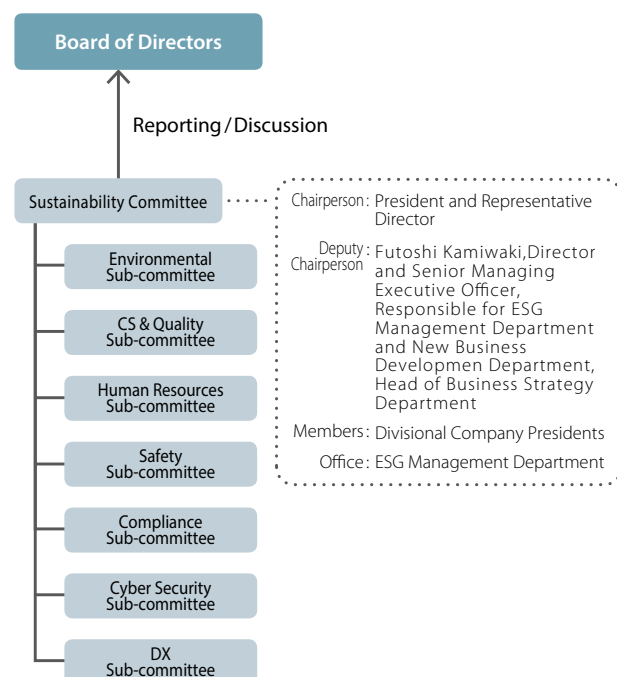 Board of Directors
Reporting/Discussion
Sustainability Committee
Chairperson: President and Representative
Director
Deputy Chairperson: Futoshi Kamiwaki,Director
and Senior Managing
Executive Officer,
Responsible for ESG
Management Department
and New Business
Developmen Department,
Head of Business Strategy
Department
Members: Divisional Company Presidents
Office: ESG Management Department
Environmental
Sub-committee
CS & Quality
Sub-committee
Human Resources
Sub-committee
Safety
Sub-committee
Compliance
Sub-committee
Cyber Security
Sub-committee
DX
Sub-committee